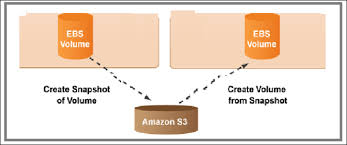 EBS
Volume
EBS
Volume
Create Snapshot
of Volume
Create Volume
from Snapshot
Amazon S3